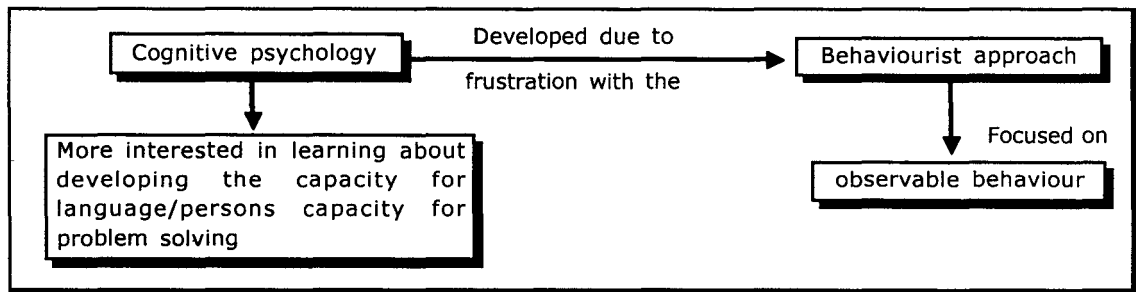 Cognitive psychology
Developed due to
frustration with the
Behaviourist approach
More interested in learning about
developing the capacity for
language/persons capacity for
problem solving
Focused on
observable behaviour